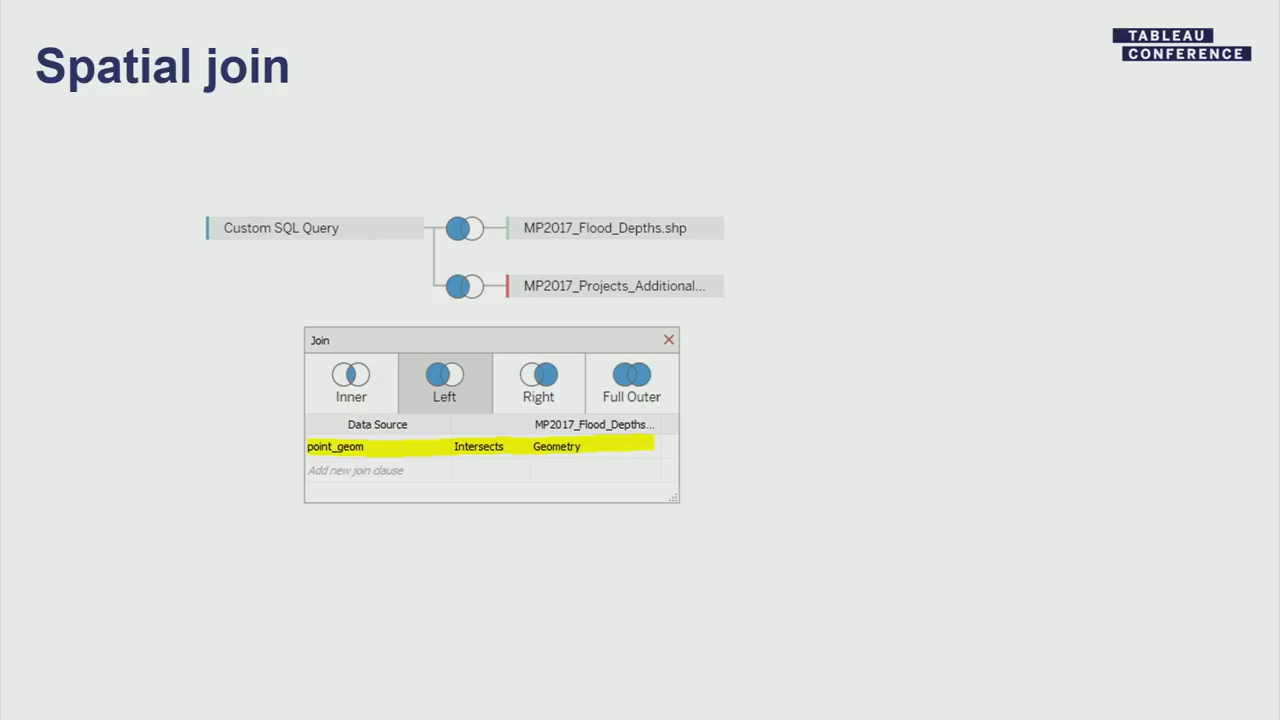 Spatial join
TABLEAU
CONFERENCE
Custom SQL Query
MP2017_Flood_Depths.shp
MP2017_Projects_Additional...
Join
Inner
Left
Right
Full Outer
Data Source
MP2017_Flood_Depths...
point_geom
Intersects
Geometry
Add new join clause